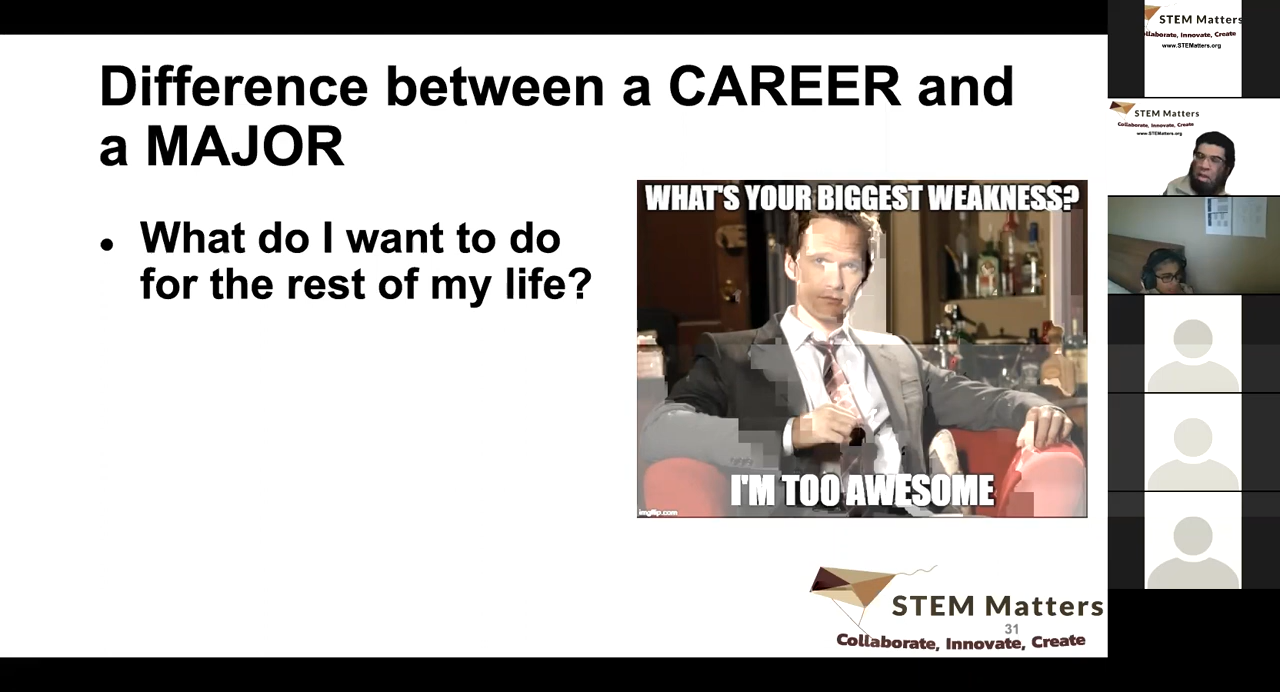 Difference between a CAREER and
a MAJOR
• What do I want to do
for the rest of my life?
WHAT'S YOUR BIGGEST WEAKNESS?
I'M TOO AWESOME
imgflip.com
STEM Matters
31
Collaborate, Innovate, Create
STEM Matters
Collaborate, Innovate, Create
www.STEMatters.org
STEM Matters
Collaborate, Innovate, Create
www.STEMatters.org